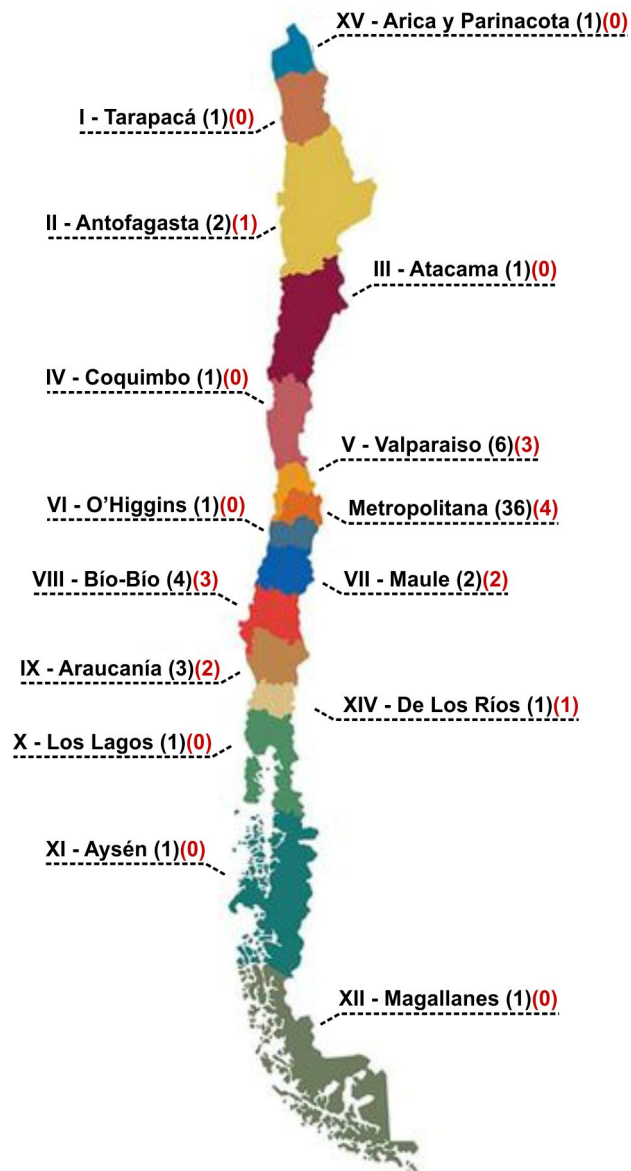 XV - Arica y Parinacota (1)(0)
I - Tarapacá (1)(0)
II - Antofagasta (2)(1)
III - Atacama (1)(0)
IV - Coquimbo (1)(0)
V - Valparaiso (6)(3)
VI - O’Higgins (1)(0)
Metropolitana (36)(4)
VIII - Bío-Bío (4)(3)
VII - Maule (2)(2)
IX - Araucanía (3)(2)
XIV - De Los Ríos (1)(1)
X - Los Lagos (1)(0)
XI - Aysén (1)(0)
XII - Magallanes (1)(0)